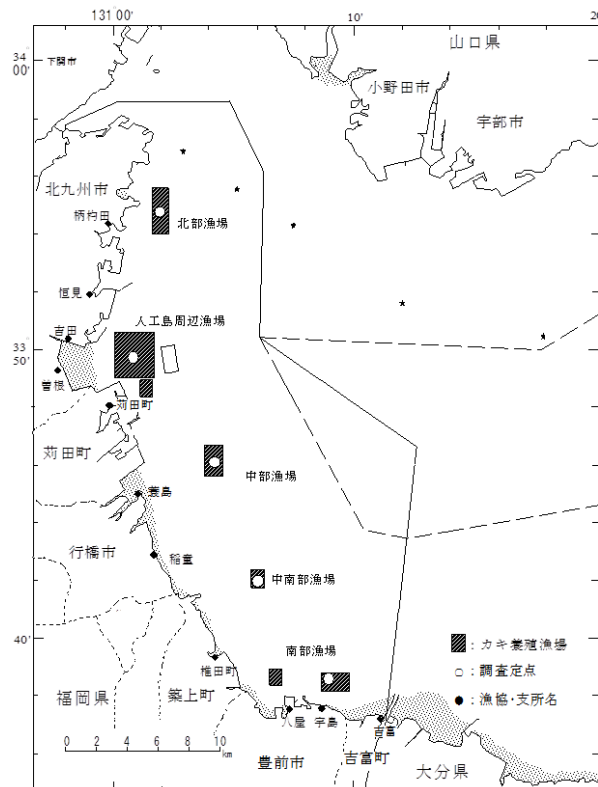 131 00′
10′
20
34
00′
下関市
山口県
小野田市
宇部市
北九州市
柄杓田
北部漁場
恒見
人工島周辺漁場
吉田
50′
曽根
苅田町
苅田町
中部漁場
蓑島
行橋市
稲童
中南部漁場
40′
南部漁場
椎田町
福岡県
築上町
八屋
宇島
吉富
豊前市
吉富町
大分県
0 2 4 6 8 10
km
：カキ養殖漁場
：調査定点
：漁協・支所名